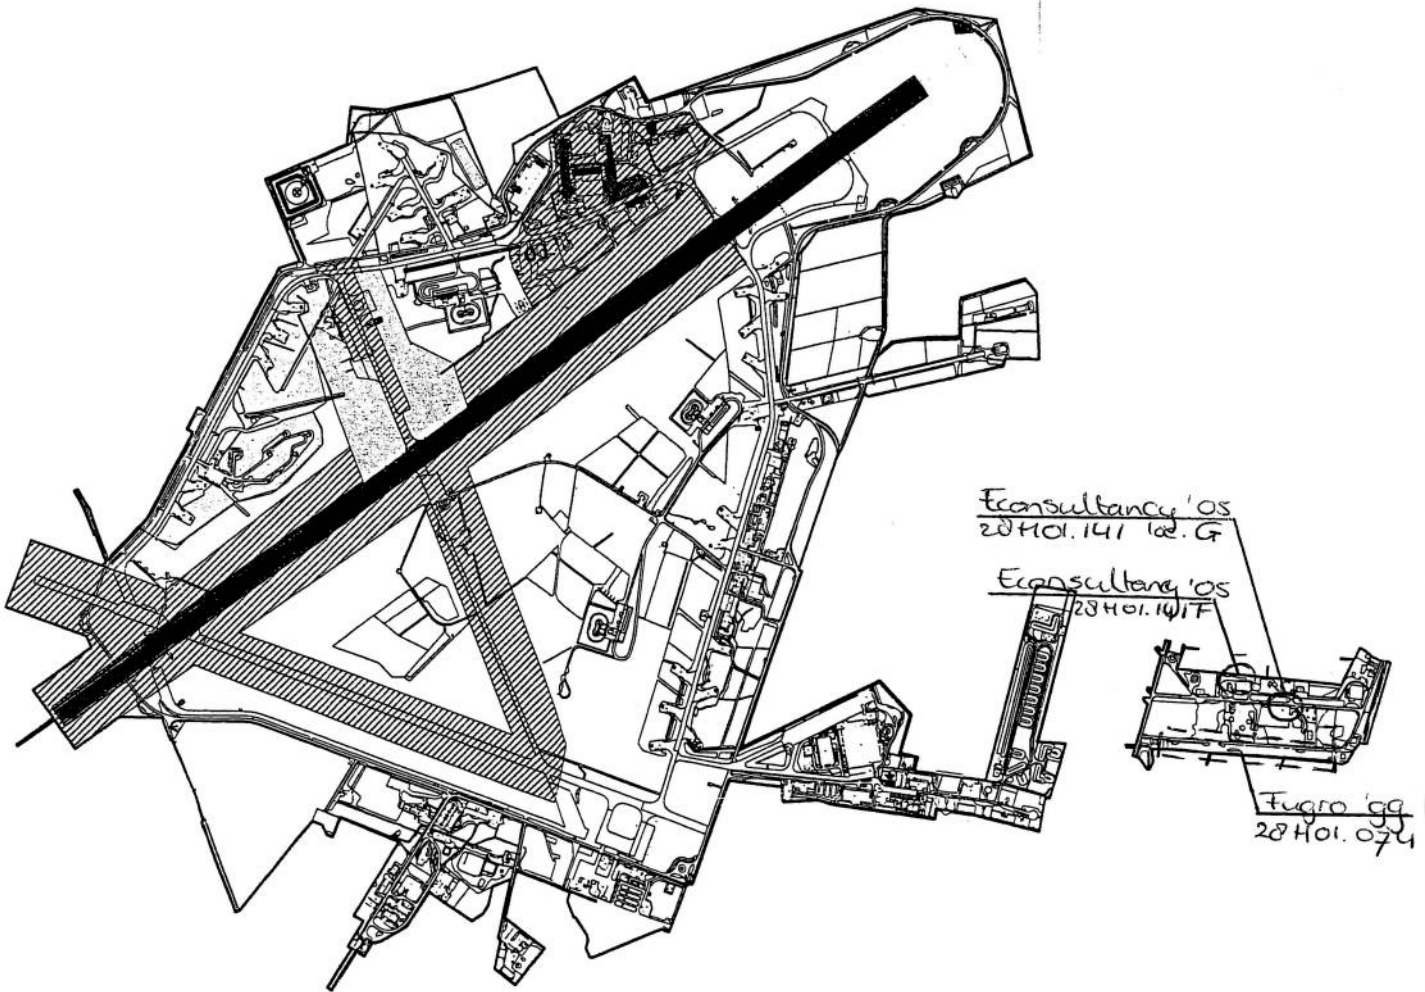 Econsultancy '05
28H01.141 loc. G
Econsultancy '05
28H01.141F
Fugro '99
28H01.074